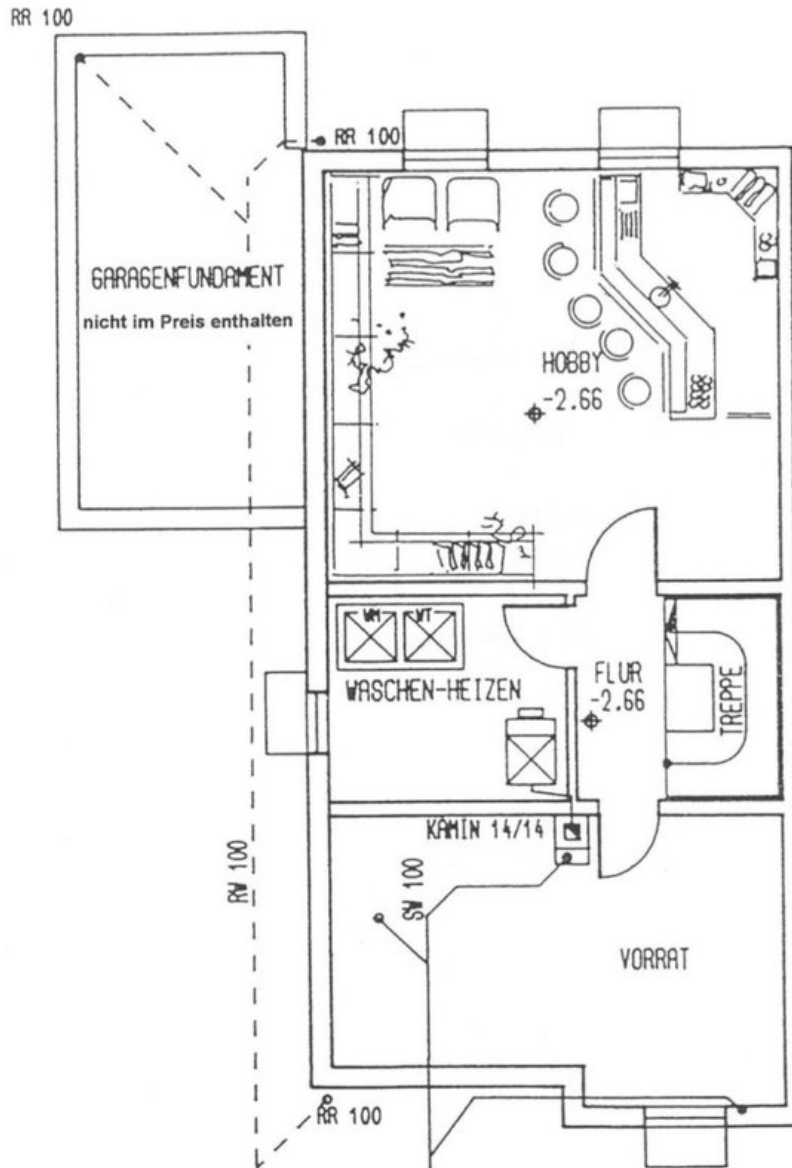 RR 100
RR 100
GARAGENFUNDAMENT
nicht im Preis enthalten
HOBBY
-2.66
WM WT
WASCHEN-HEIZEN
FLUR
-2.66
TREPPE
KAMIN 14/14
SW 100
RW 100
VORRAT
RR 100